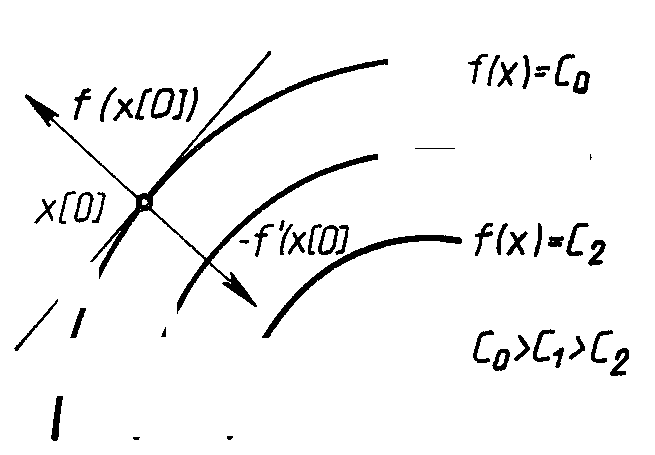 f(x[0])
f(x)=C₀
x[0]
-f'(x[0]
f(x)=C₂
C₀>C₁>C₂